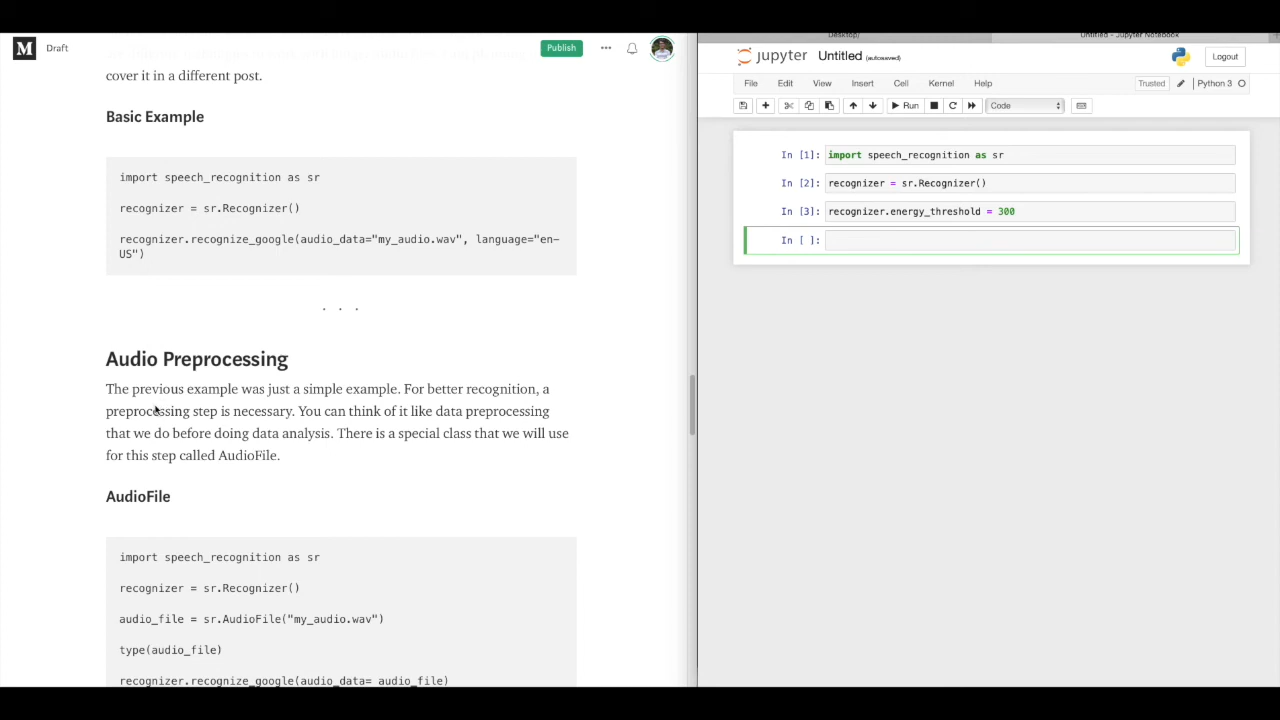 M Draft Publish
cover it in a different post.
Basic Example
import speech_recognition as sr
recognizer = sr.Recognizer()
recognizer.recognize_google(audio_data="my_audio.wav", language="en-
US")
. . .
Audio Preprocessing
The previous example was just a simple example. For better recognition, a
preprocessing step is necessary. You can think of it like data preprocessing
that we do before doing data analysis. There is a special class that we will use
for this step called AudioFile.
AudioFile
import speech_recognition as sr
recognizer = sr.Recognizer()
audio_file = sr.AudioFile("my_audio.wav")
type(audio_file)
recognizer.recognize_google(audio_data= audio_file)
Desktop/ Untitled - Jupyter Notebook
jupyter Untitled (autosaved) Logout
File Edit View Insert Cell Kernel Help Trusted Python 3
Run Code
In [1]: import speech_recognition as sr
In [2]: recognizer = sr.Recognizer()
In [3]: recognizer.energy_threshold = 300
In [ ]: